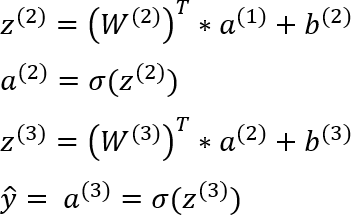 z⁽²⁾ = (W⁽²⁾)ᵀ * a⁽¹⁾ + b⁽²⁾
a⁽²⁾ = σ(z⁽²⁾)
z⁽³⁾ = (W⁽³⁾)ᵀ * a⁽²⁾ + b⁽³⁾
ŷ = a⁽³⁾ = σ(z⁽³⁾)